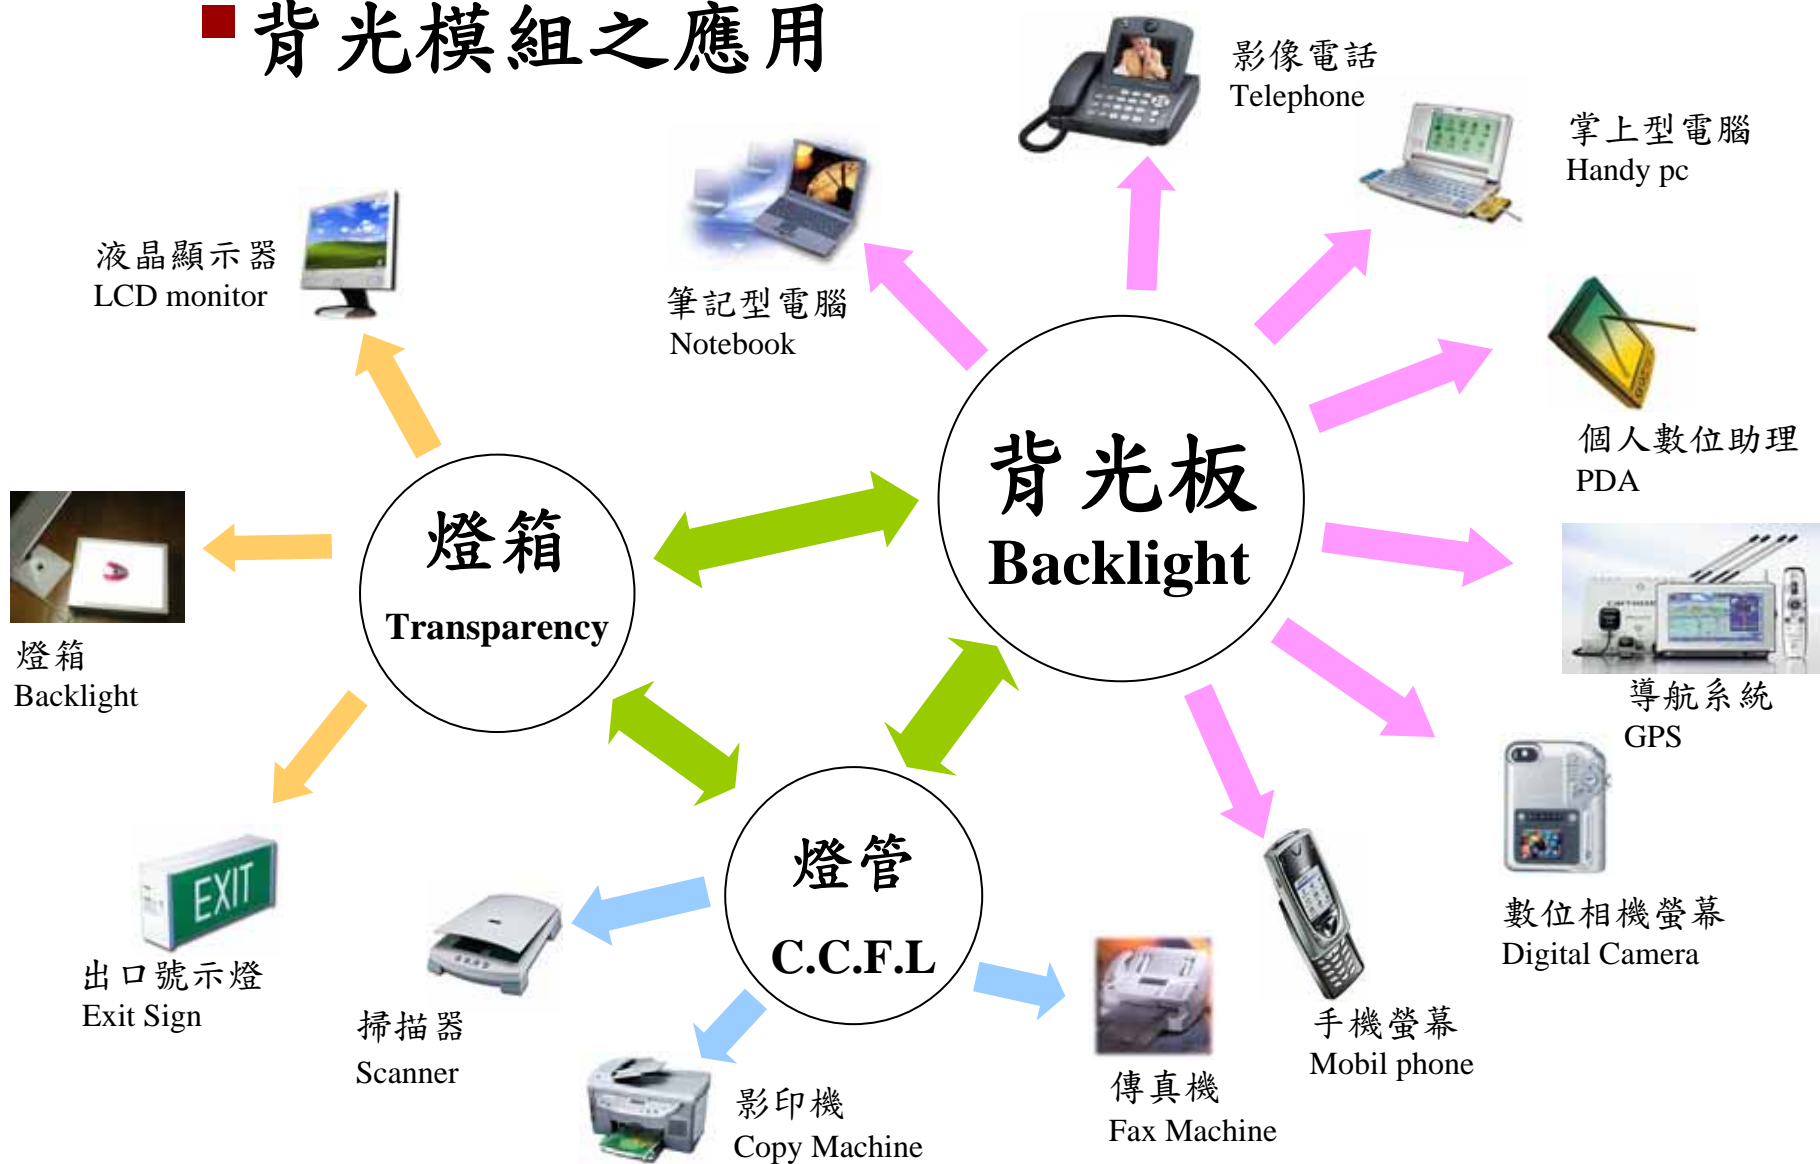 背光模組之應用
影像電話
Telephone
掌上型電腦
Handy pc
液晶顯示器
LCD monitor
筆記型電腦
Notebook
個人數位助理
PDA
背光板
Backlight
燈箱
Transparency
燈箱
Backlight
導航系統
GPS
燈管
C.C.F.L
EXIT
出口號示燈
Exit Sign
掃描器
Scanner
影印機
Copy Machine
傳真機
Fax Machine
手機螢幕
Mobil phone
數位相機螢幕
Digital Camera